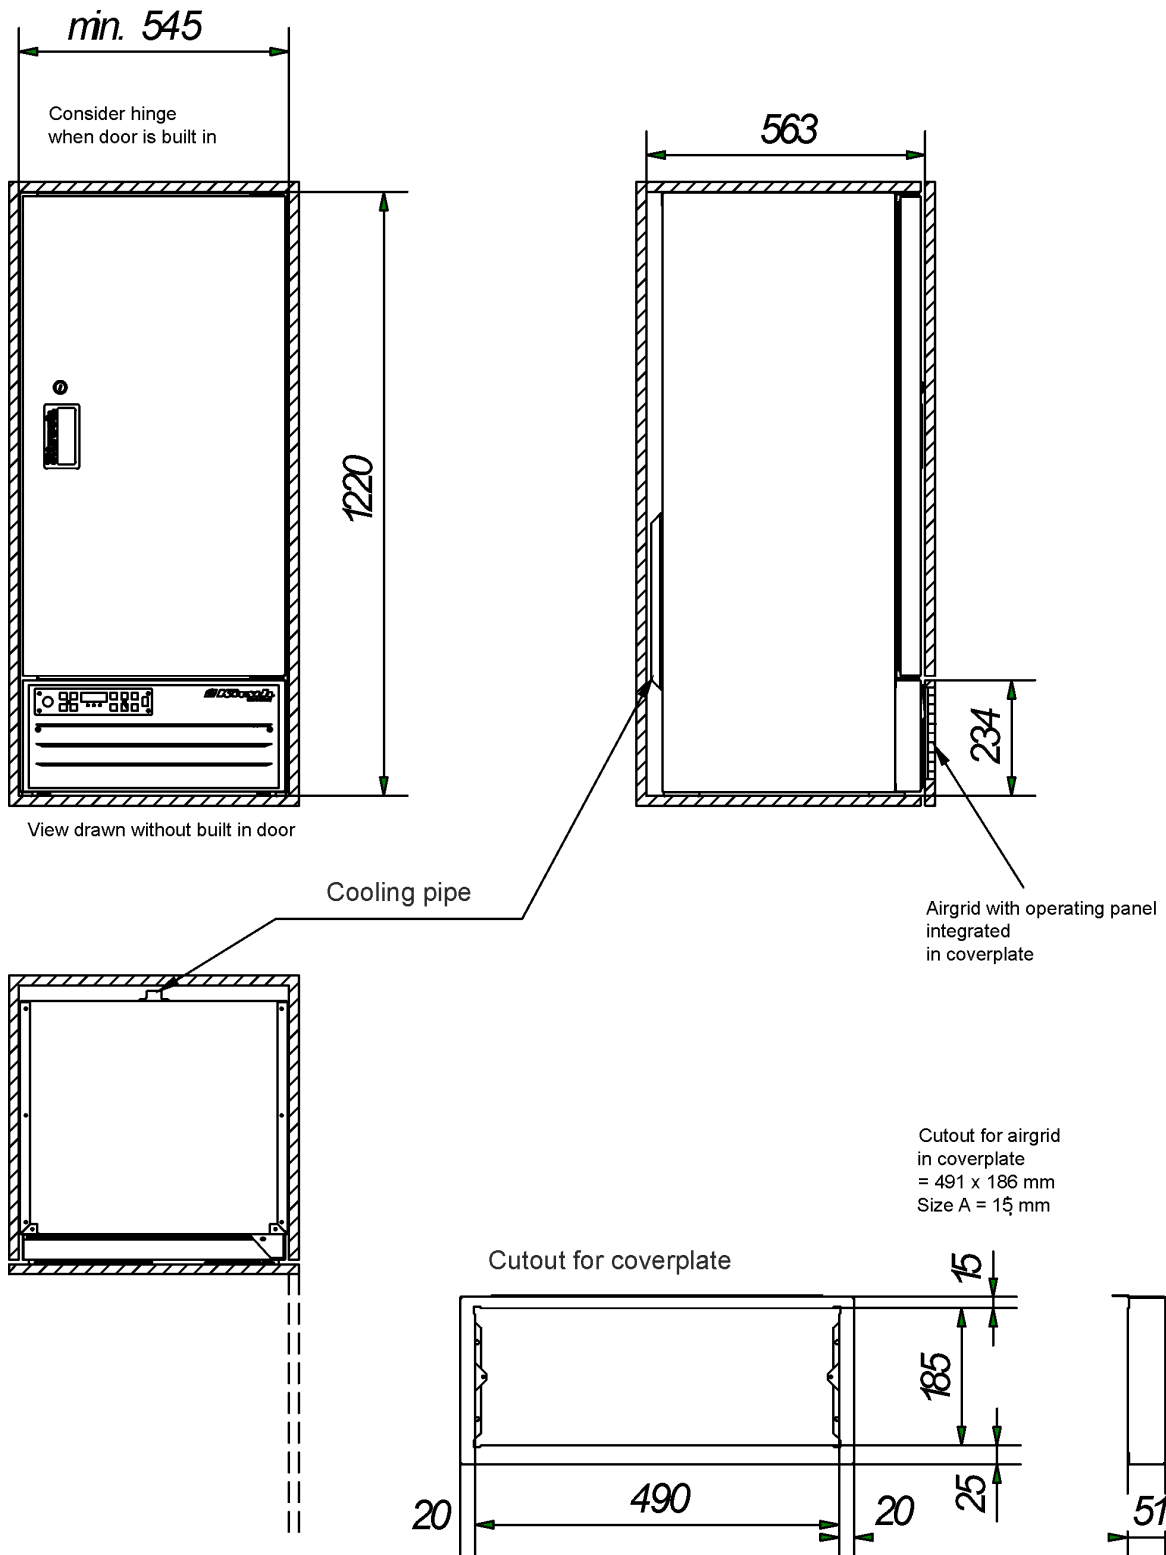 min. 545
Consider hinge
when door is built in
563
1220
234
View drawn without built in door
Cooling pipe
Airgrid with operating panel
integrated
in coverplate
Cutout for airgrid
in coverplate
= 491 x 186 mm
Size A = 15 mm
Cutout for coverplate
15
185
25
20
490
20
51